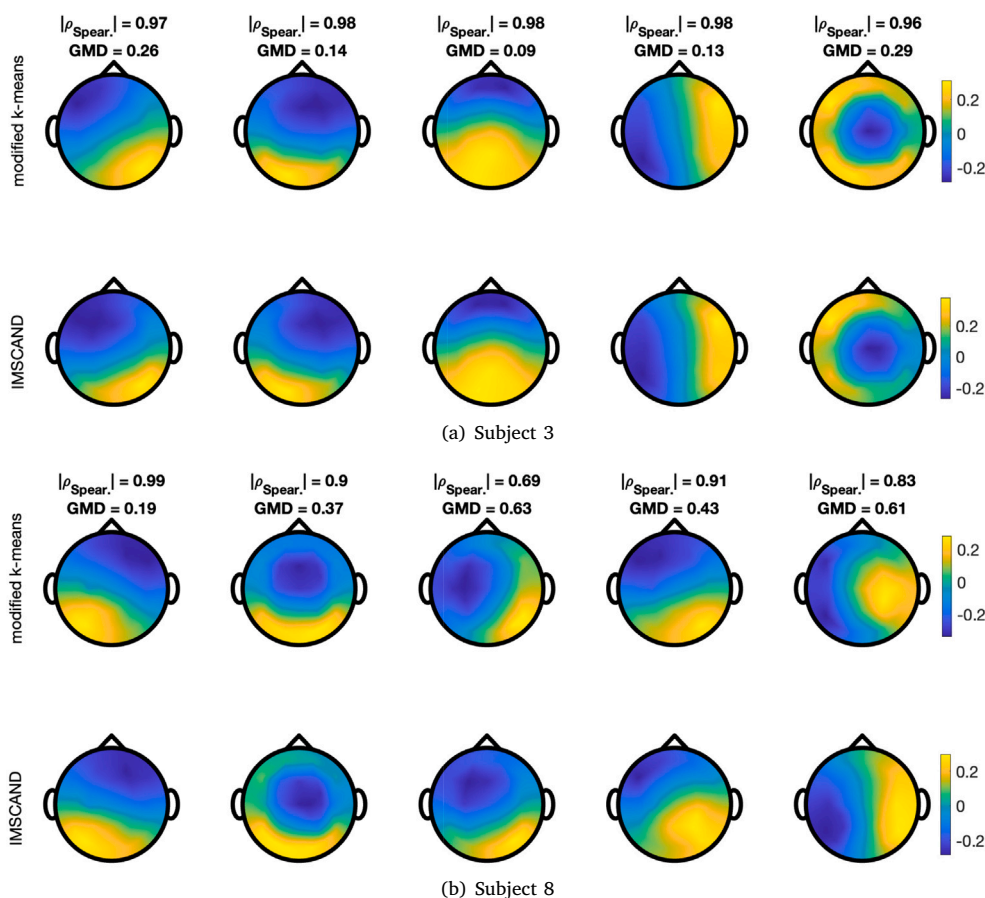 |ρSpear.| = 0.97 |ρSpear.| = 0.98 |ρSpear.| = 0.98 |ρSpear.| = 0.98 |ρSpear.| = 0.96
GMD = 0.26 GMD = 0.14 GMD = 0.09 GMD = 0.13 GMD = 0.29
modified k-means
0.2
0
-0.2
IMSCAND
0.2
0
-0.2
(a) Subject 3
|ρSpear.| = 0.99 |ρSpear.| = 0.9 |ρSpear.| = 0.69 |ρSpear.| = 0.91 |ρSpear.| = 0.83
GMD = 0.19 GMD = 0.37 GMD = 0.63 GMD = 0.43 GMD = 0.61
modified k-means
0.2
0
-0.2
IMSCAND
0.2
0
-0.2
(b) Subject 8